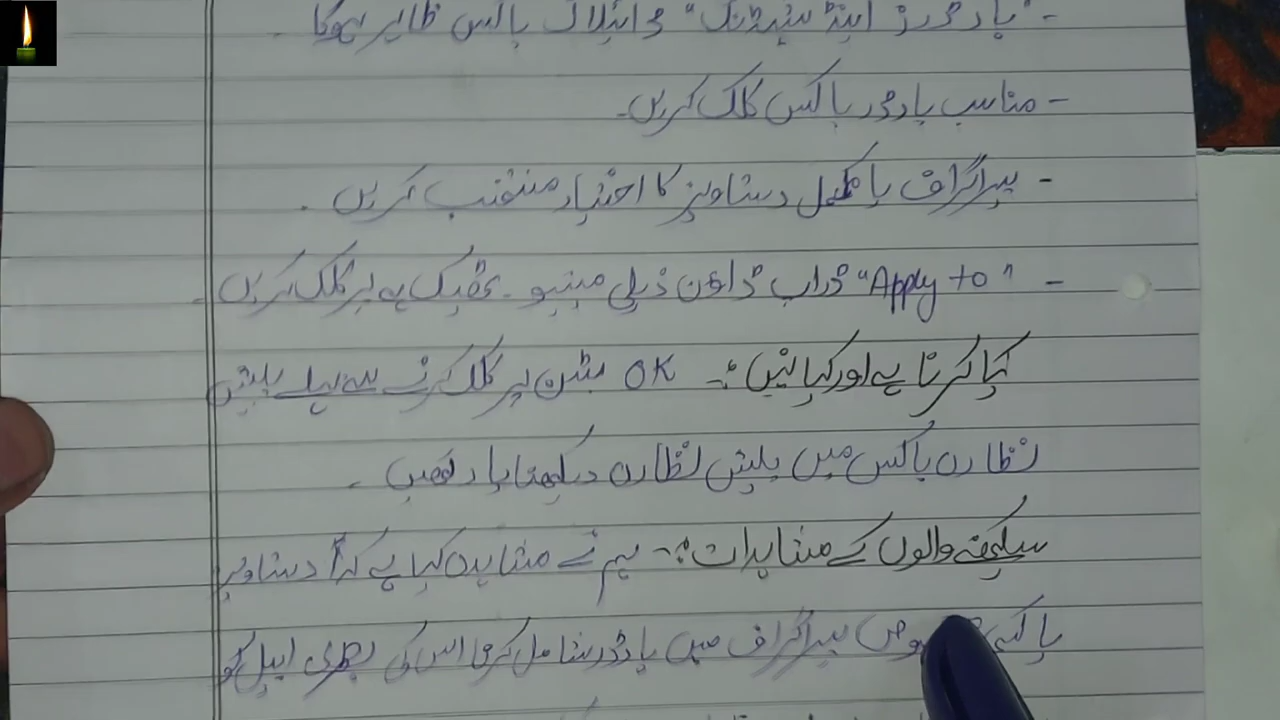 - "بارڈرز اینڈ شیڈنگ" ڈائیلاگ باکس ظاہر ہوگا ۔
- مناسب بارڈر باکس کلک کریں۔
- پیراگراف یا مکمل دستاویز کا اختیار منتخب کریں ۔
- "Apply to" ڈراپ ڈاؤن ذیلی مینیو ۔ ٹھیک ہے پر کلک کریں ۔
کیا کرنا ہے اور کیا نہیں :۔ OK بٹن پر کلک کرنے سے پہلے پیش
نظارہ باکس میں پیش نظارہ دیکھنا یاد رکھیں ۔
سیکھنے والوں کے مشاہدات :۔ ہم نے مشاہدہ کیا ہے کہ دستاویز
یا کسی پیراگراف میں بارڈر شامل کرنا اس کی بصری اپیل کو